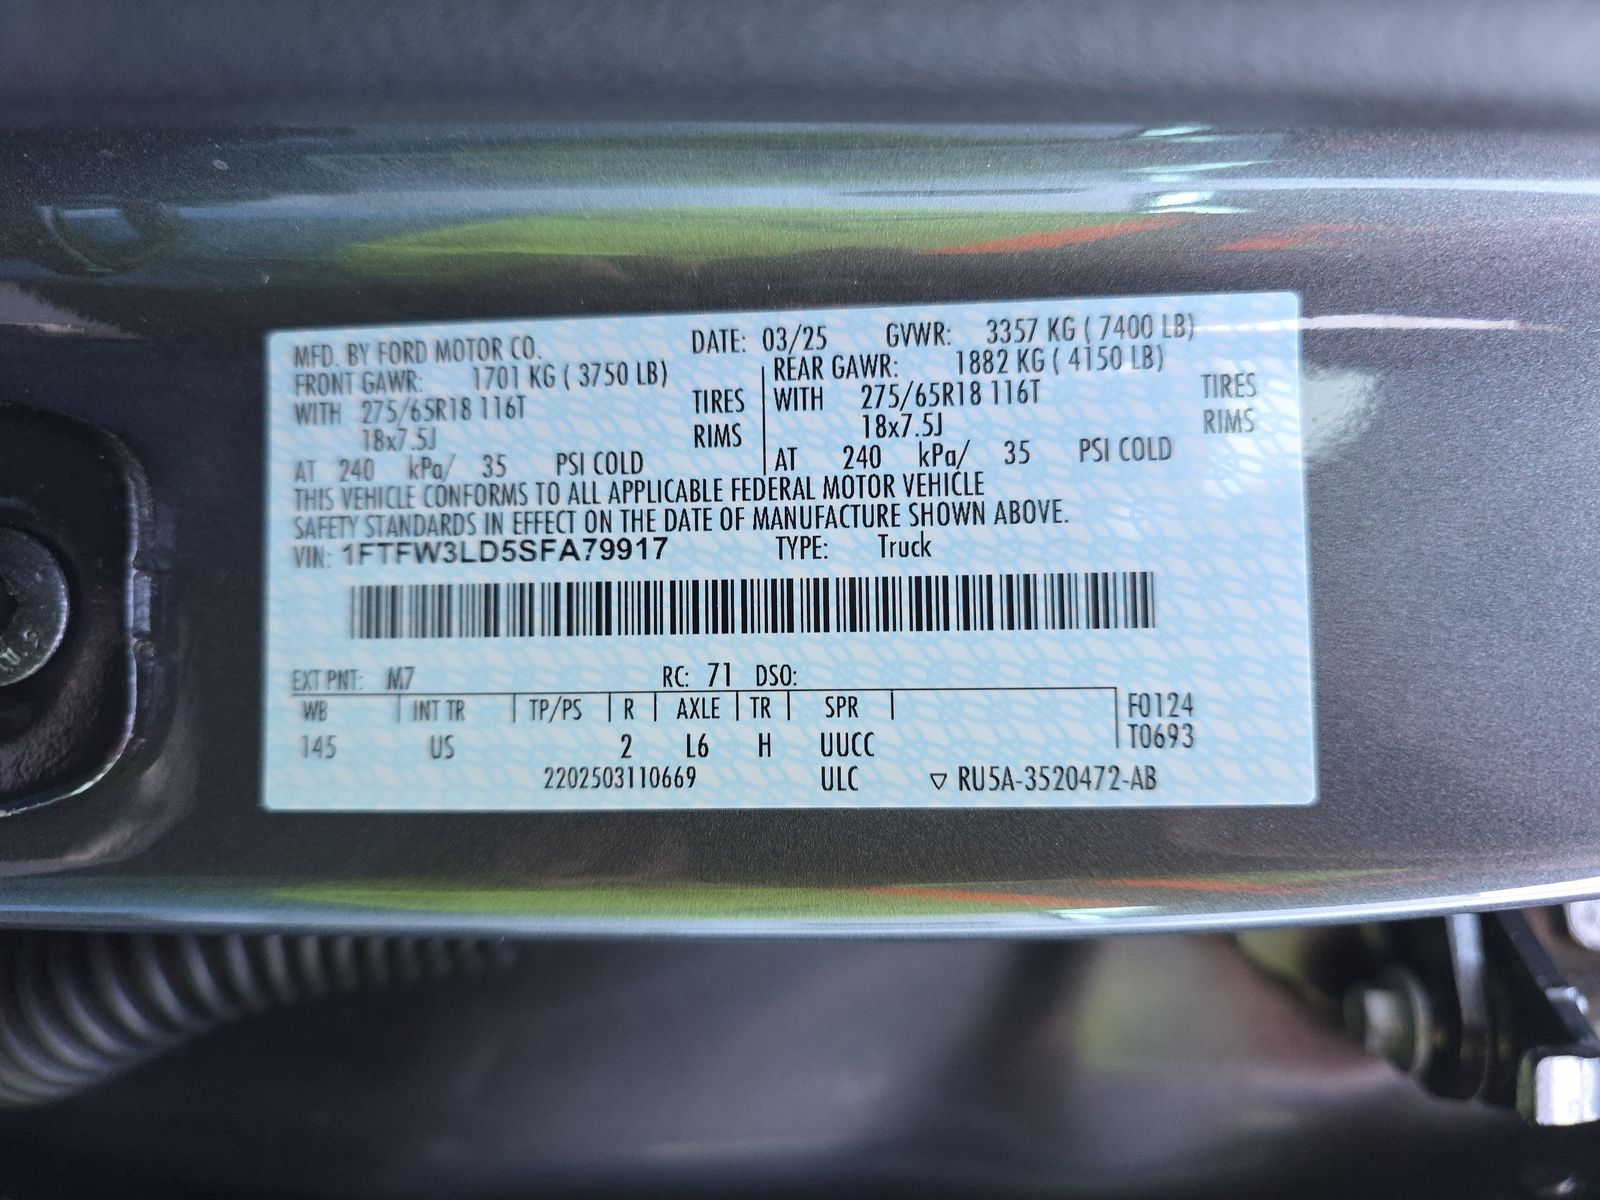 MFD. BY FORD MOTOR CO. DATE: 03/25 GVWR: 3357 KG ( 7400 LB)
FRONT GAWR: 1701 KG ( 3750 LB) REAR GAWR: 1882 KG ( 4150 LB)
WITH 275/65R18 116T TIRES WITH 275/65R18 116T TIRES
18x7.5J RIMS 18x7.5J RIMS
AT 240 kPa/ 35 PSI COLD AT 240 kPa/ 35 PSI COLD
THIS VEHICLE CONFORMS TO ALL APPLICABLE FEDERAL MOTOR VEHICLE
SAFETY STANDARDS IN EFFECT ON THE DATE OF MANUFACTURE SHOWN ABOVE.
VIN: 1FTFW3LD5SFA79917 TYPE: Truck
EXT PNT: M7 RC: 71 DSO:
WB INT TR TP/PS R AXLE TR SPR F0124
T0693
145 US 2 L6 H UUCC
2202503110669 ULC ▽ RU5A-3520472-AB